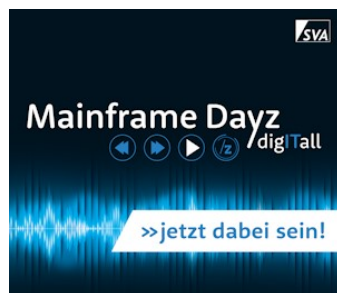 SVA
Mainframe Dayz
/digITall
/z
»jetzt dabei sein!